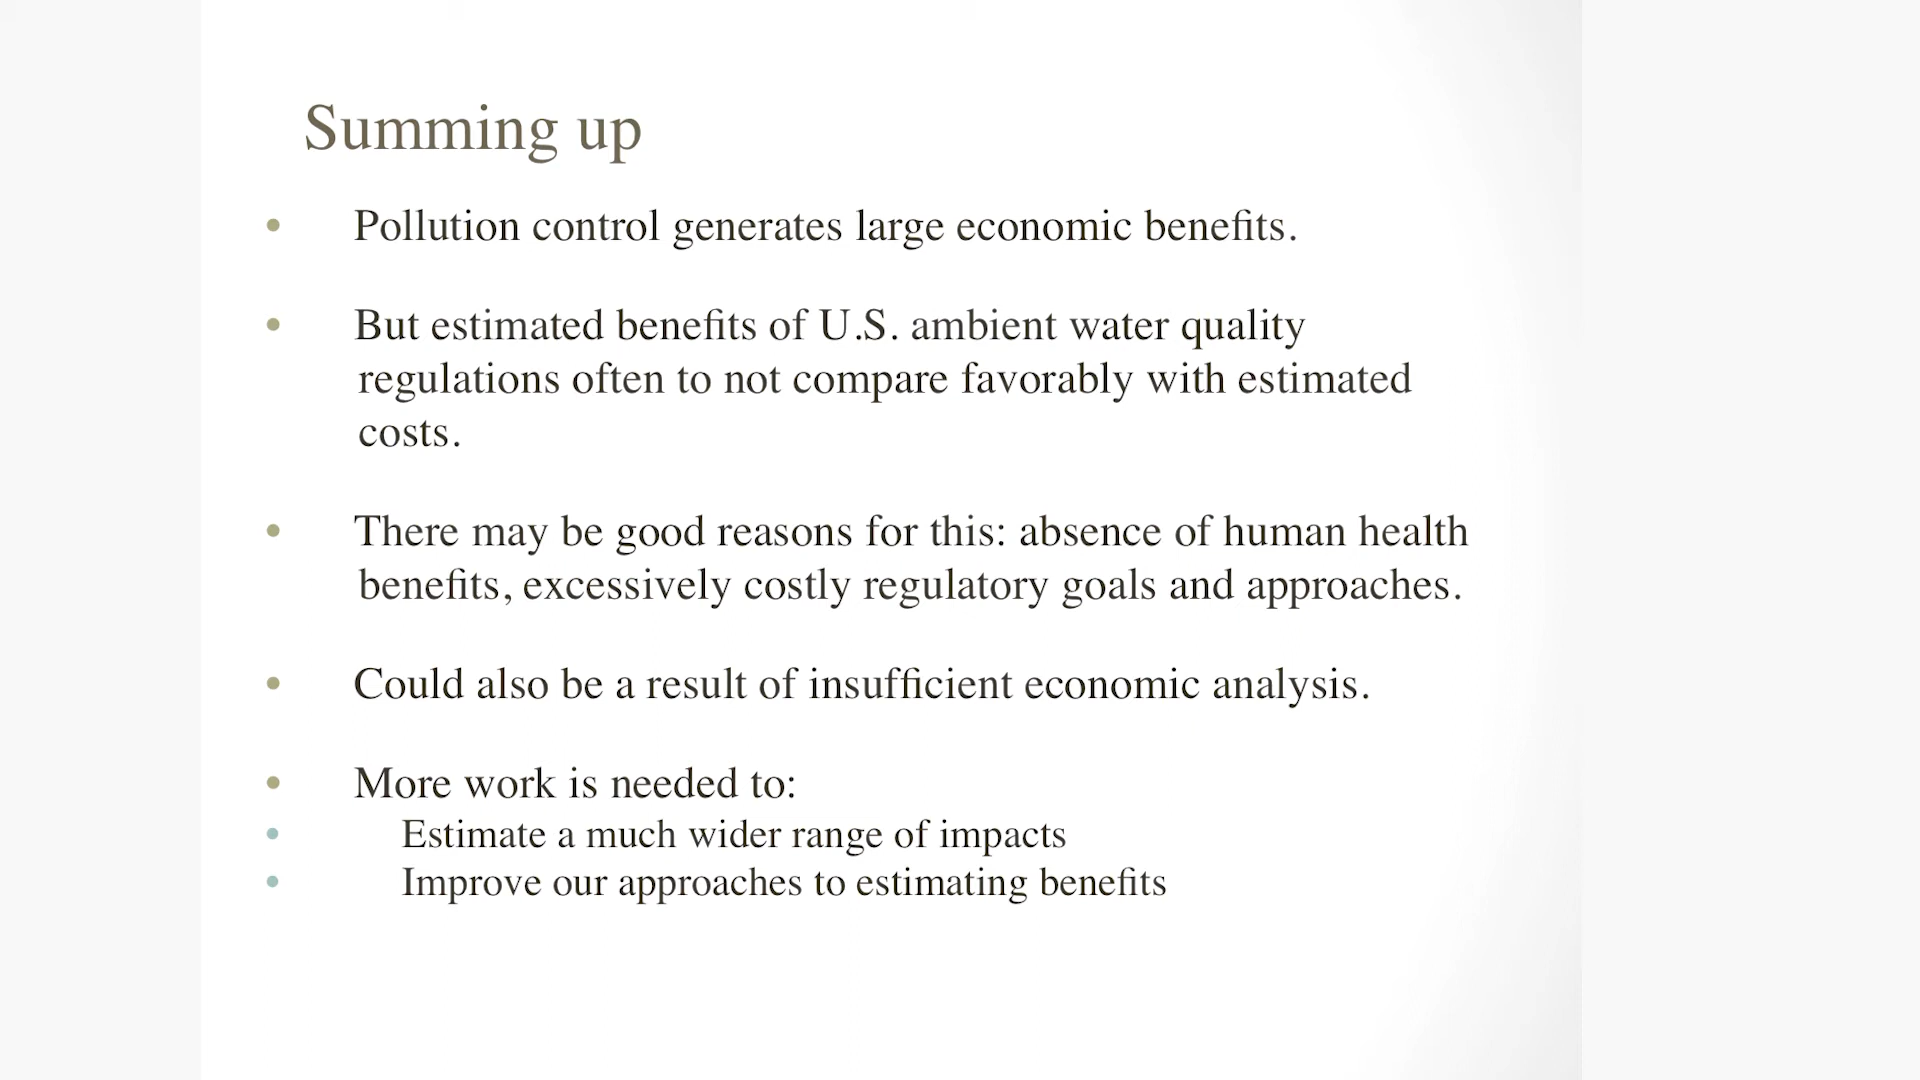 Summing up
• Pollution control generates large economic benefits.
• But estimated benefits of U.S. ambient water quality
regulations often to not compare favorably with estimated
costs.
• There may be good reasons for this: absence of human health
benefits, excessively costly regulatory goals and approaches.
• Could also be a result of insufficient economic analysis.
• More work is needed to:
• Estimate a much wider range of impacts
• Improve our approaches to estimating benefits